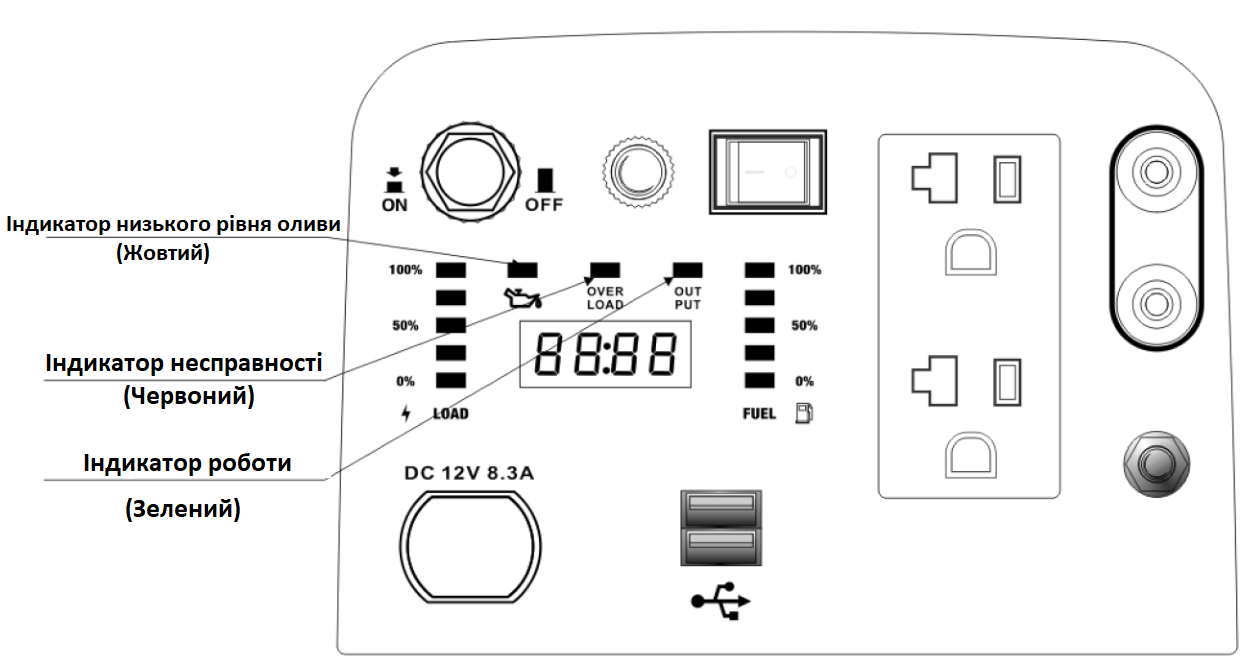 ON
OFF
Індикатор низького рівня оливи
(Жовтий)
100%
100%
OVER
LOAD
OUT
PUT
50%
50%
88:88
Індикатор несправності
(Червоний)
0%
0%
LOAD
FUEL
Індикатор роботи
(Зелений)
DC 12V 8.3A